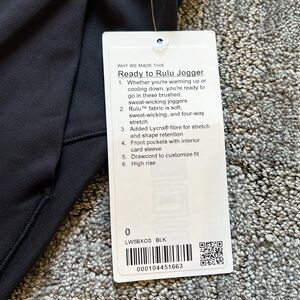 WHY WE MADE THIS
Ready to Rulu Jogger
1. Whether you're warming up or
cooling down, you're ready to
go in these brushed,
sweat-wicking joggers
2. Rulu™ fabric is soft,
sweat-wicking, and four-way
stretch
3. Added Lycra® fibre for stretch
and shape retention
4. Front pockets with interior
card sleeve
5. Drawcord to customize fit
6. High rise
0
LW5BXDS BLK
000104451663